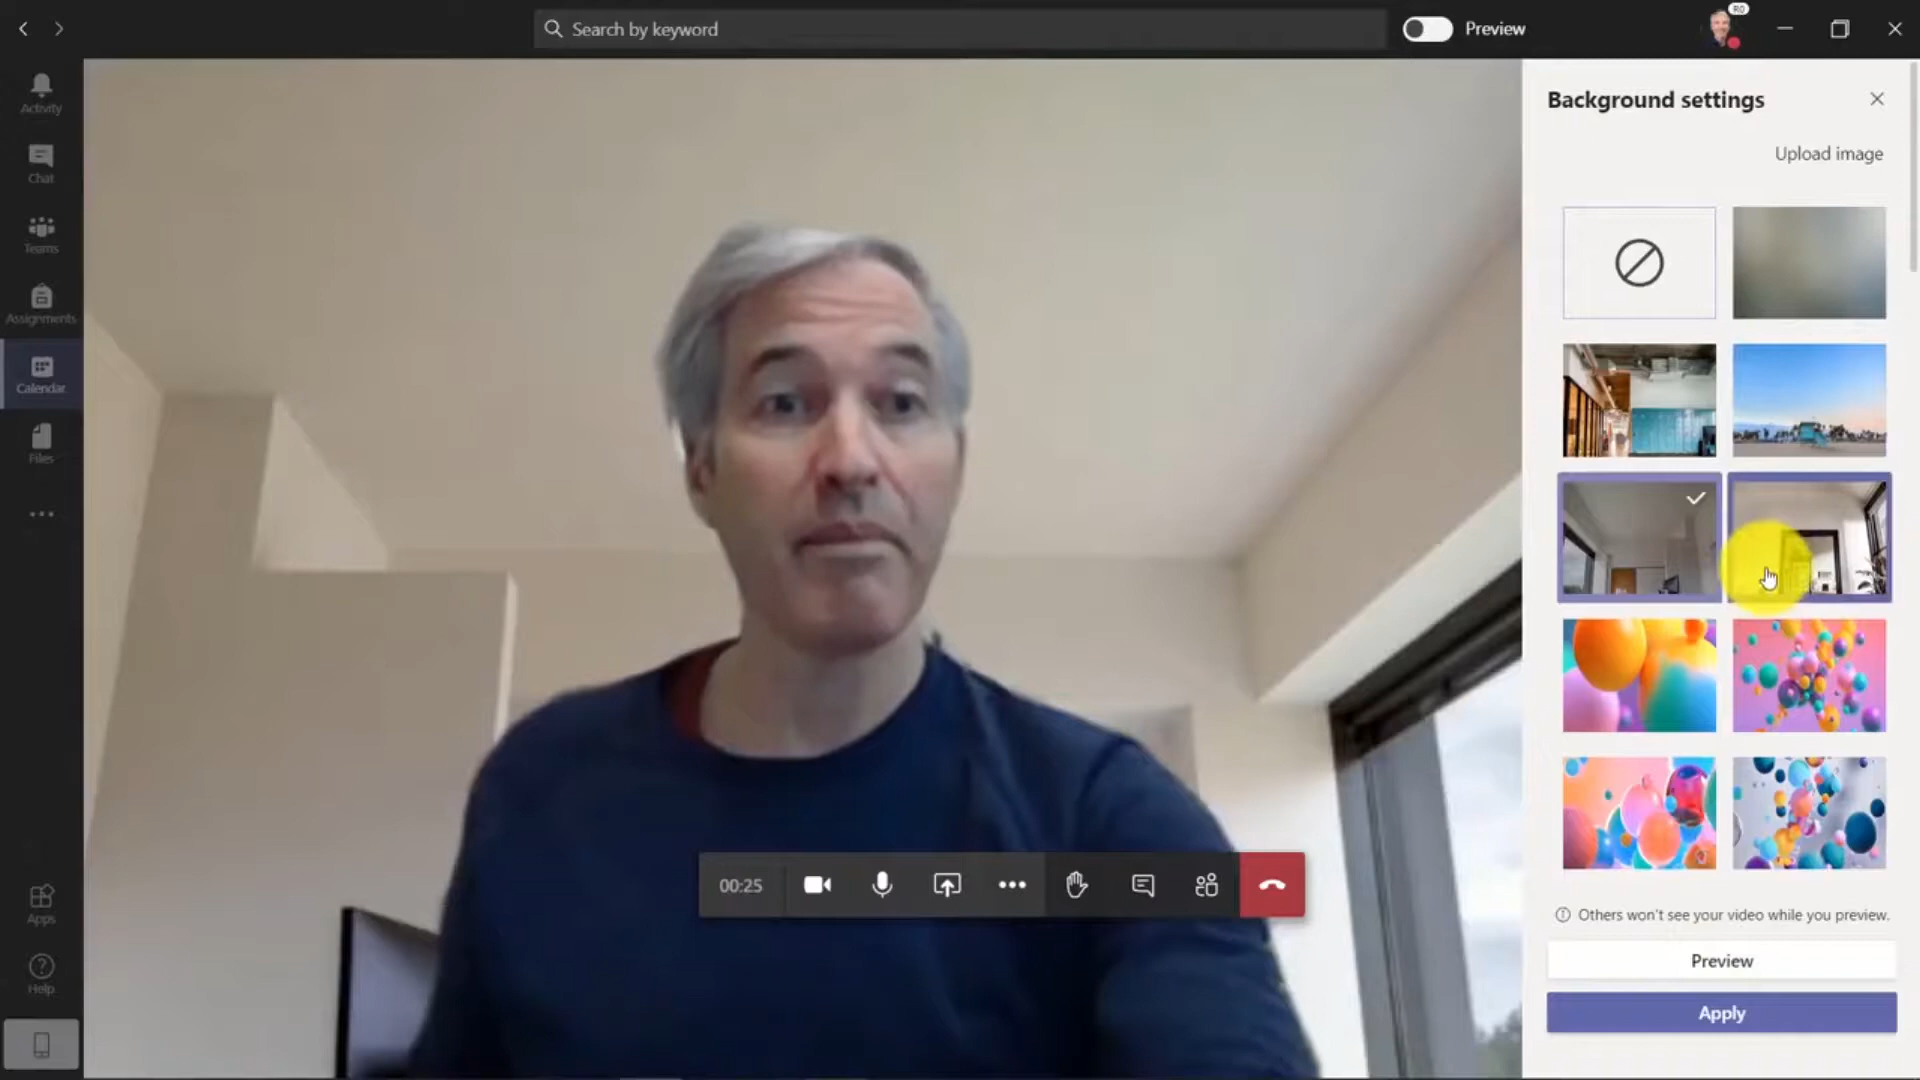 Search by keyword
Preview
RO
Activity
Chat
Teams
Assignments
Calendar
Files
Apps
Help
00:25
Background settings
Upload image
Others won't see your video while you preview.
Preview
Apply